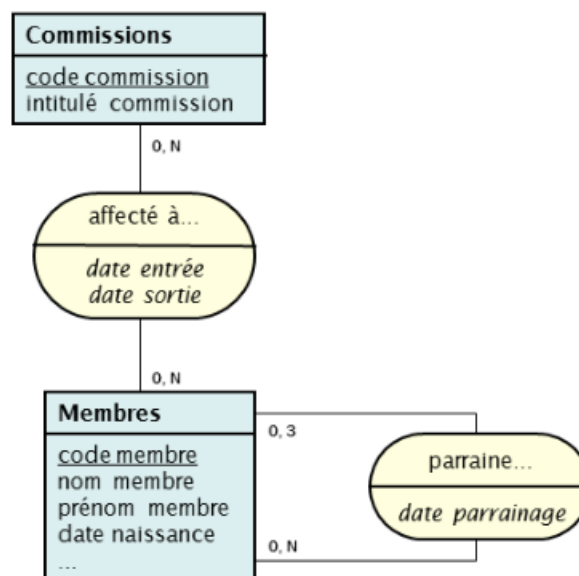 Commissions
code commission
intitulé commission
0, N
affecté à...
date entrée
date sortie
0, N
Membres
code membre
nom membre
prénom membre
date naissance
...
0, 3
parraine...
date parrainage
0, N